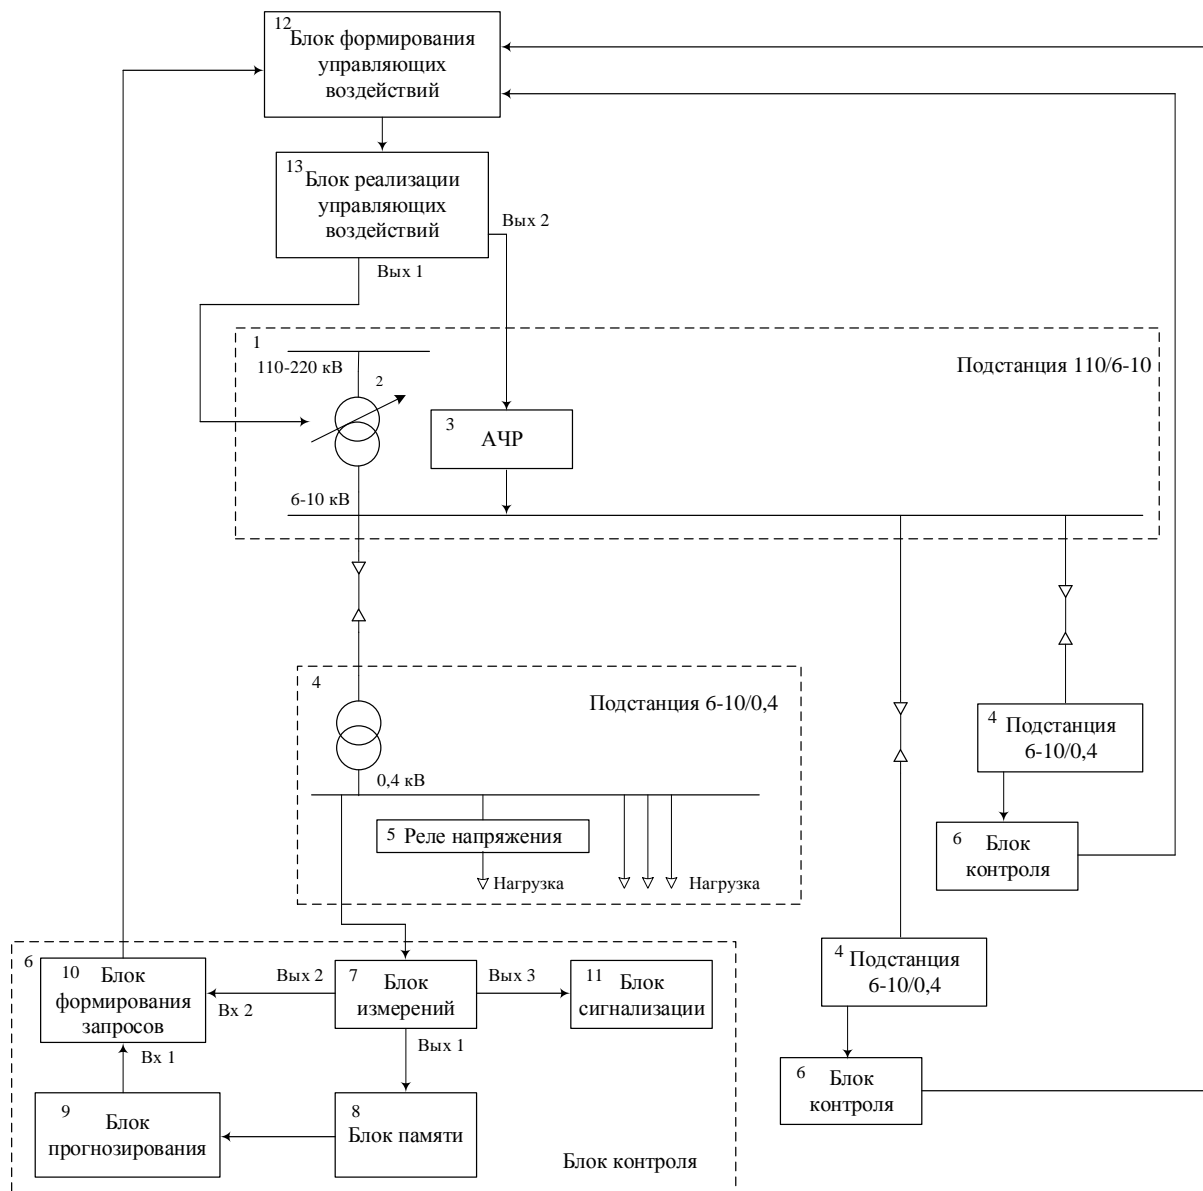 12
Блок формирования
управляющих
воздействий
13
Блок реализации
управляющих
воздействий
Вых 2
Вых 1
1
110-220 кВ
Подстанция 110/6-10
2
3
АЧР
6-10 кВ
4
Подстанция 6-10/0,4
0,4 кВ
5 Реле напряжения
Нагрузка
Нагрузка
4 Подстанция
6-10/0,4
6 Блок
контроля
4 Подстанция
6-10/0,4
6 Блок
контроля
6
10 Блок
формирования
запросов
Вых 2
Вх 2
7 Блок
измерений
Вых 3
11 Блок
сигнализации
Вх 1
Вых 1
9 Блок
прогнозирования
8
Блок памяти
Блок контроля